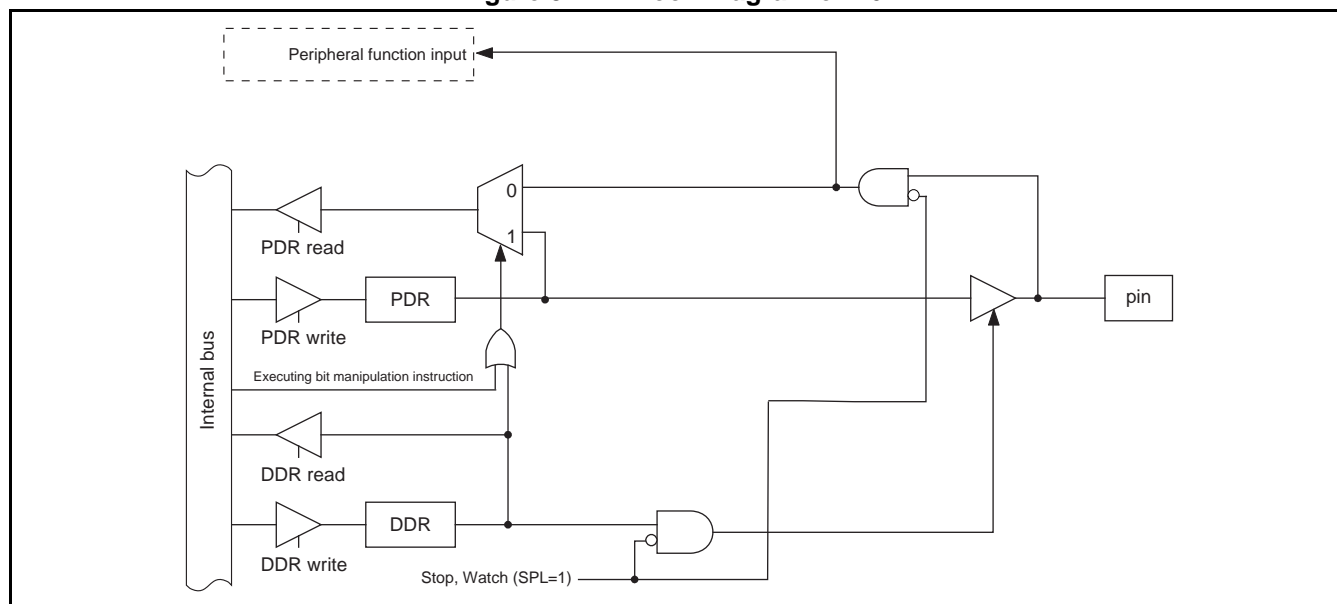 Peripheral function input
0
1
PDR read
PDR
pin
PDR write
Internal bus
Executing bit manipulation instruction
DDR read
DDR
DDR write
Stop, Watch (SPL=1)